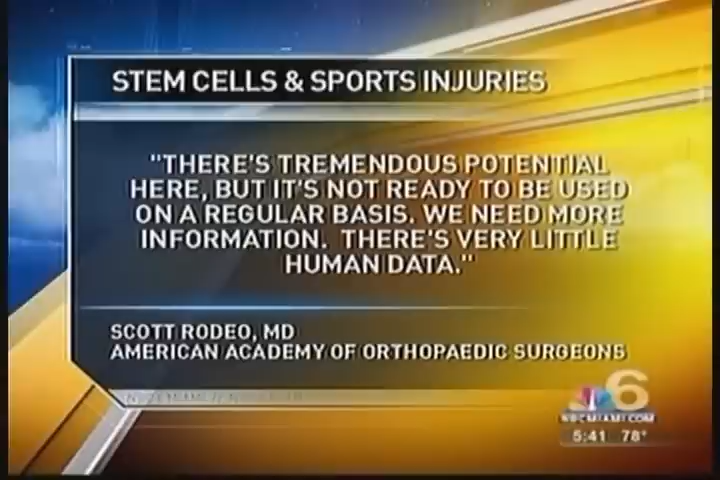 STEM CELLS & SPORTS INJURIES
"THERE'S TREMENDOUS POTENTIAL
HERE, BUT IT'S NOT READY TO BE USED
ON A REGULAR BASIS. WE NEED MORE
INFORMATION. THERE'S VERY LITTLE
HUMAN DATA."
SCOTT RODEO, MD
AMERICAN ACADEMY OF ORTHOPAEDIC SURGEONS
6
NBCMIAMI.COM
5:41 78°